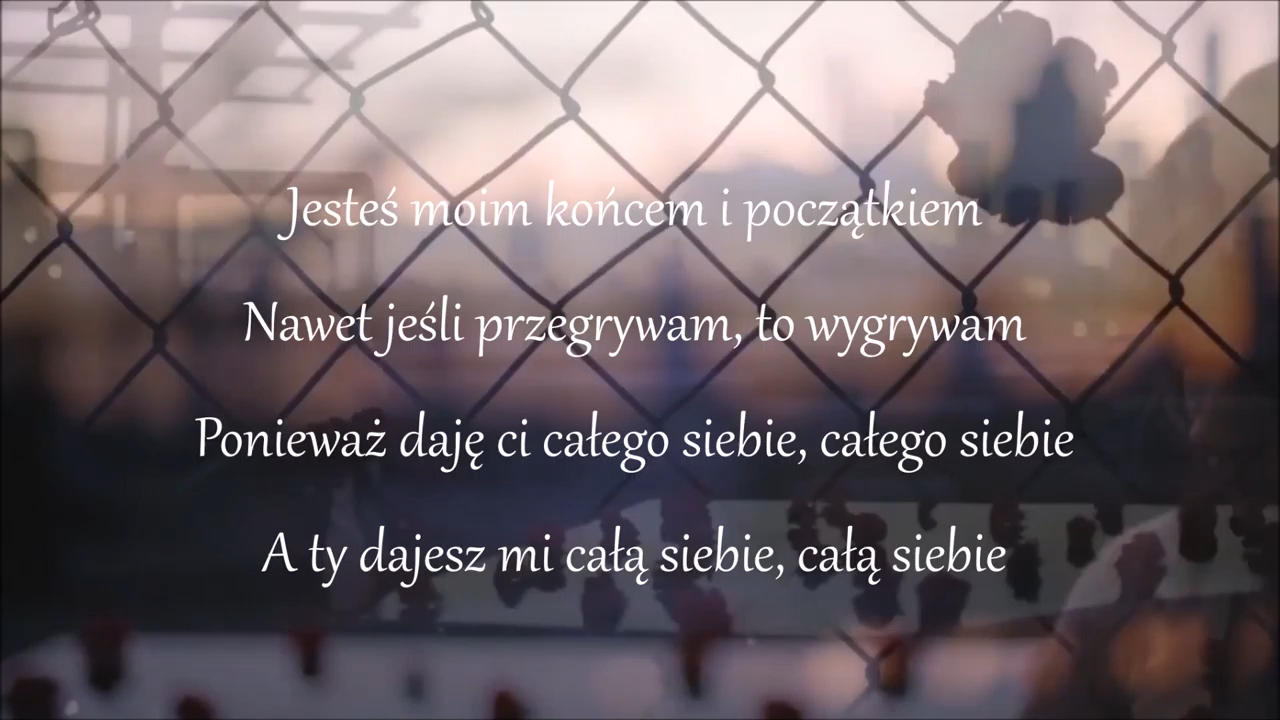 Jesteś moim końcem i początkiem
Nawet jeśli przegrywam, to wygrywam
Ponieważ daję ci całego siebie, całego siebie
A ty dajesz mi całą siebie, całą siebie